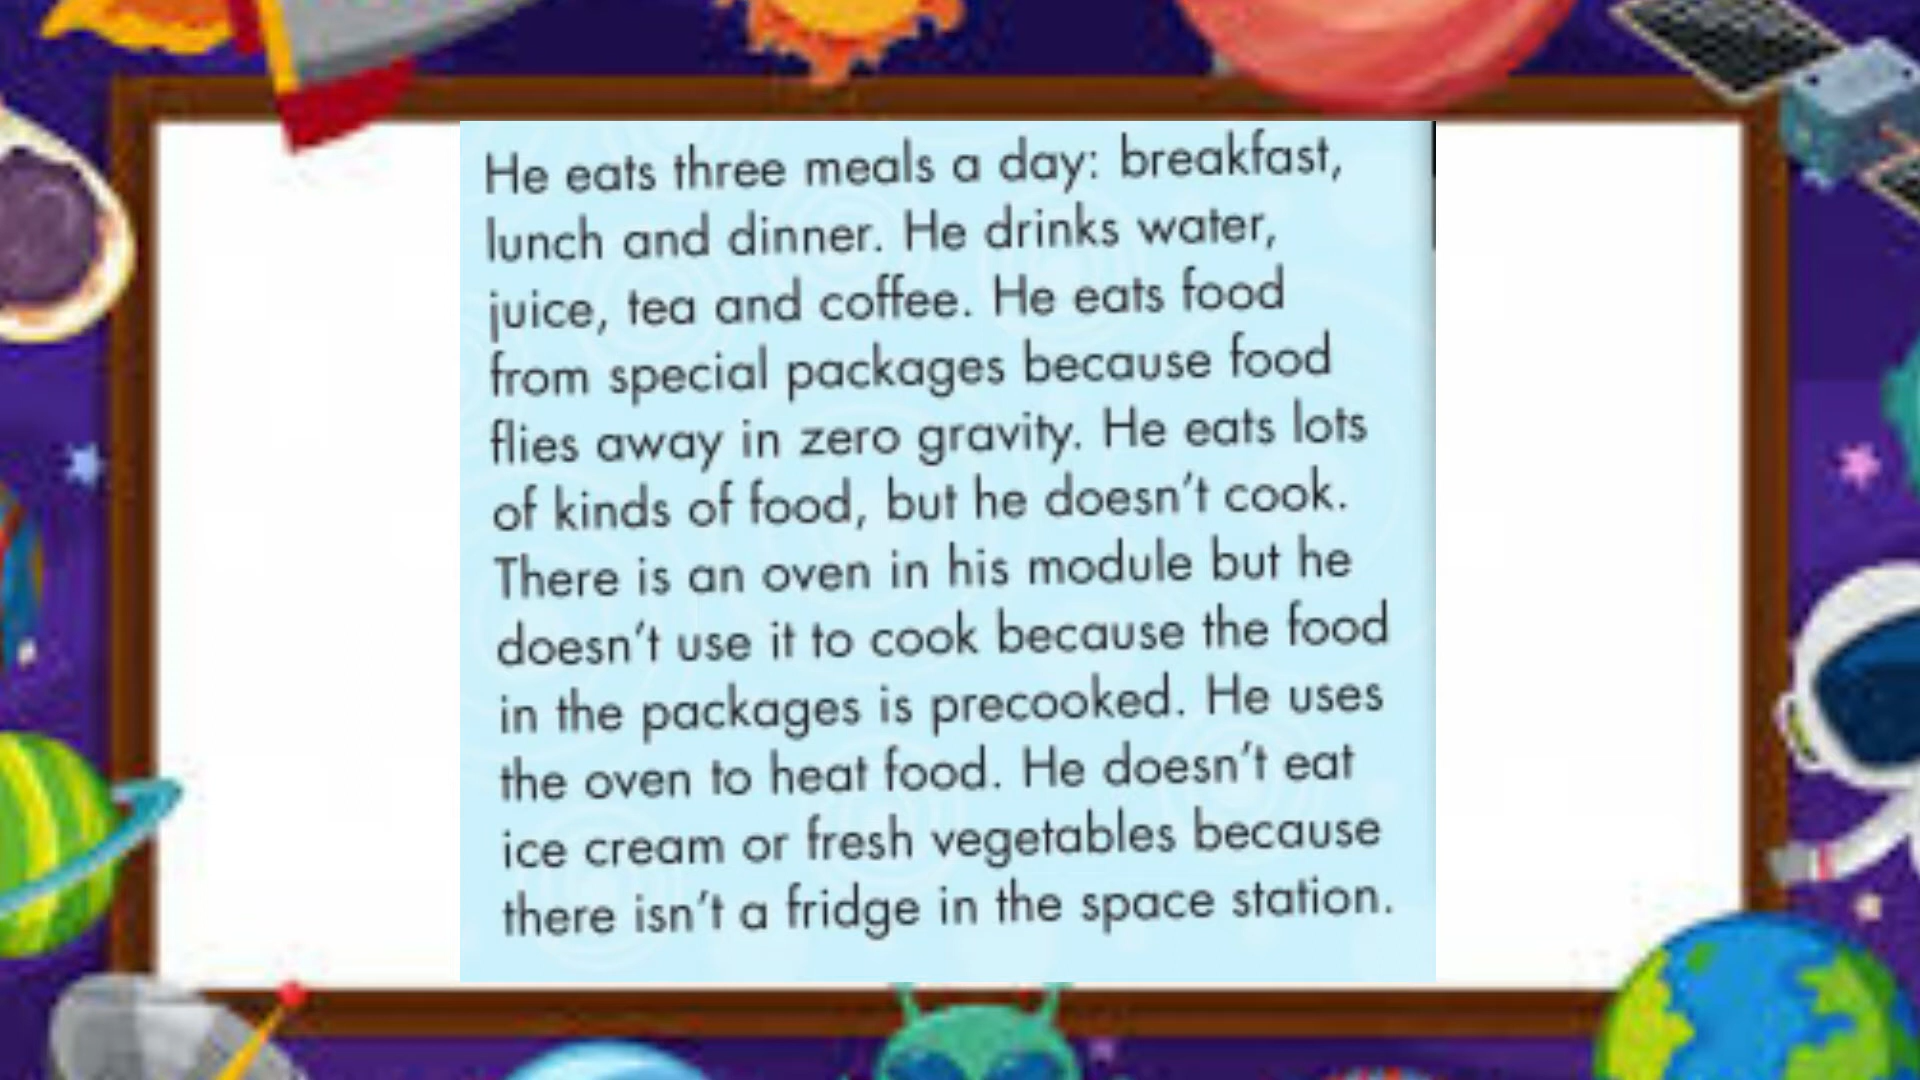 He eats three meals a day: breakfast,
lunch and dinner. He drinks water,
juice, tea and coffee. He eats food
from special packages because food
flies away in zero gravity. He eats lots
of kinds of food, but he doesn't cook.
There is an oven in his module but he
doesn't use it to cook because the food
in the packages is precooked. He uses
the oven to heat food. He doesn't eat
ice cream or fresh vegetables because
there isn't a fridge in the space station.